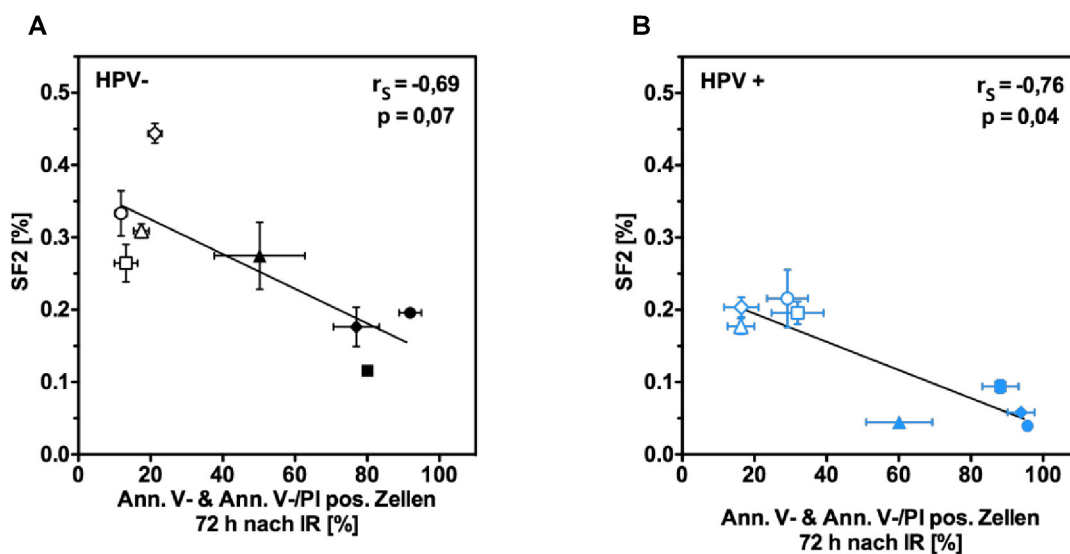 A
HPV-
rS = -0,69
p = 0,07
SF2 [%]
0.5
0.4
0.3
0.2
0.1
0.0
0 20 40 60 80 100
Ann. V- & Ann. V-/PI pos. Zellen
72 h nach IR [%]
B
HPV +
rS = -0,76
p = 0,04
SF2 [%]
0.5
0.4
0.3
0.2
0.1
0.0
0 20 40 60 80 100
Ann. V- & Ann. V-/PI pos. Zellen
72 h nach IR [%]